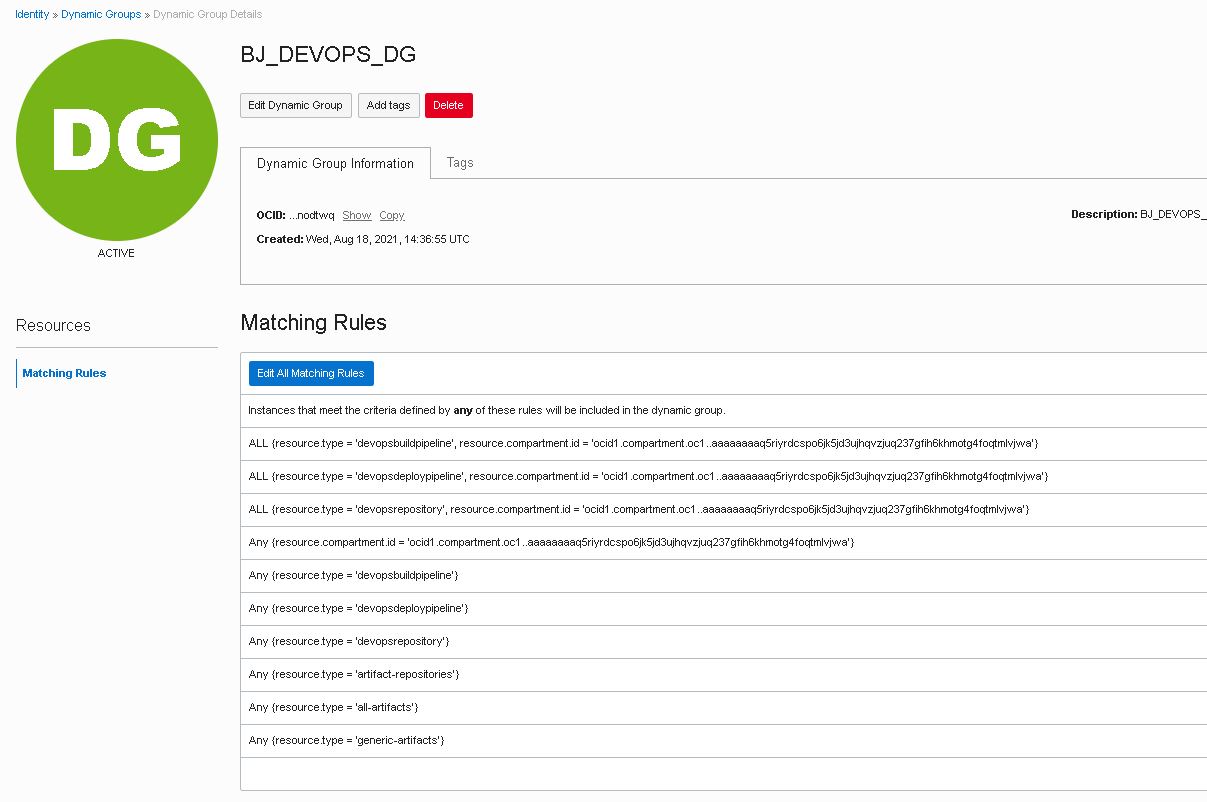 Identity » Dynamic Groups » Dynamic Group Details
DG
ACTIVE
BJ_DEVOPS_DG
Edit Dynamic Group Add tags Delete
Dynamic Group Information Tags
OCID: ...nodtwq Show Copy
Description: BJ_DEVOPS_
Created: Wed, Aug 18, 2021, 14:36:55 UTC
Resources
Matching Rules
Matching Rules
Edit All Matching Rules
Instances that meet the criteria defined by any of these rules will be included in the dynamic group.
ALL {resource.type = 'devopsbuildpipeline', resource.compartment.id = 'ocid1.compartment.oc1..aaaaaaaaq5riyrdcspo6jk5jd3ujhqvzjuq237gfih6khmotg4foqtmlvjwa'}
ALL {resource.type = 'devopsdeploypipeline', resource.compartment.id = 'ocid1.compartment.oc1..aaaaaaaaq5riyrdcspo6jk5jd3ujhqvzjuq237gfih6khmotg4foqtmlvjwa'}
ALL {resource.type = 'devopsrepository', resource.compartment.id = 'ocid1.compartment.oc1..aaaaaaaaq5riyrdcspo6jk5jd3ujhqvzjuq237gfih6khmotg4foqtmlvjwa'}
Any {resource.compartment.id = 'ocid1.compartment.oc1..aaaaaaaaq5riyrdcspo6jk5jd3ujhqvzjuq237gfih6khmotg4foqtmlvjwa'}
Any {resource.type = 'devopsbuildpipeline'}
Any {resource.type = 'devopsdeploypipeline'}
Any {resource.type = 'devopsrepository'}
Any {resource.type = 'artifact-repositories'}
Any {resource.type = 'all-artifacts'}
Any {resource.type = 'generic-artifacts'}